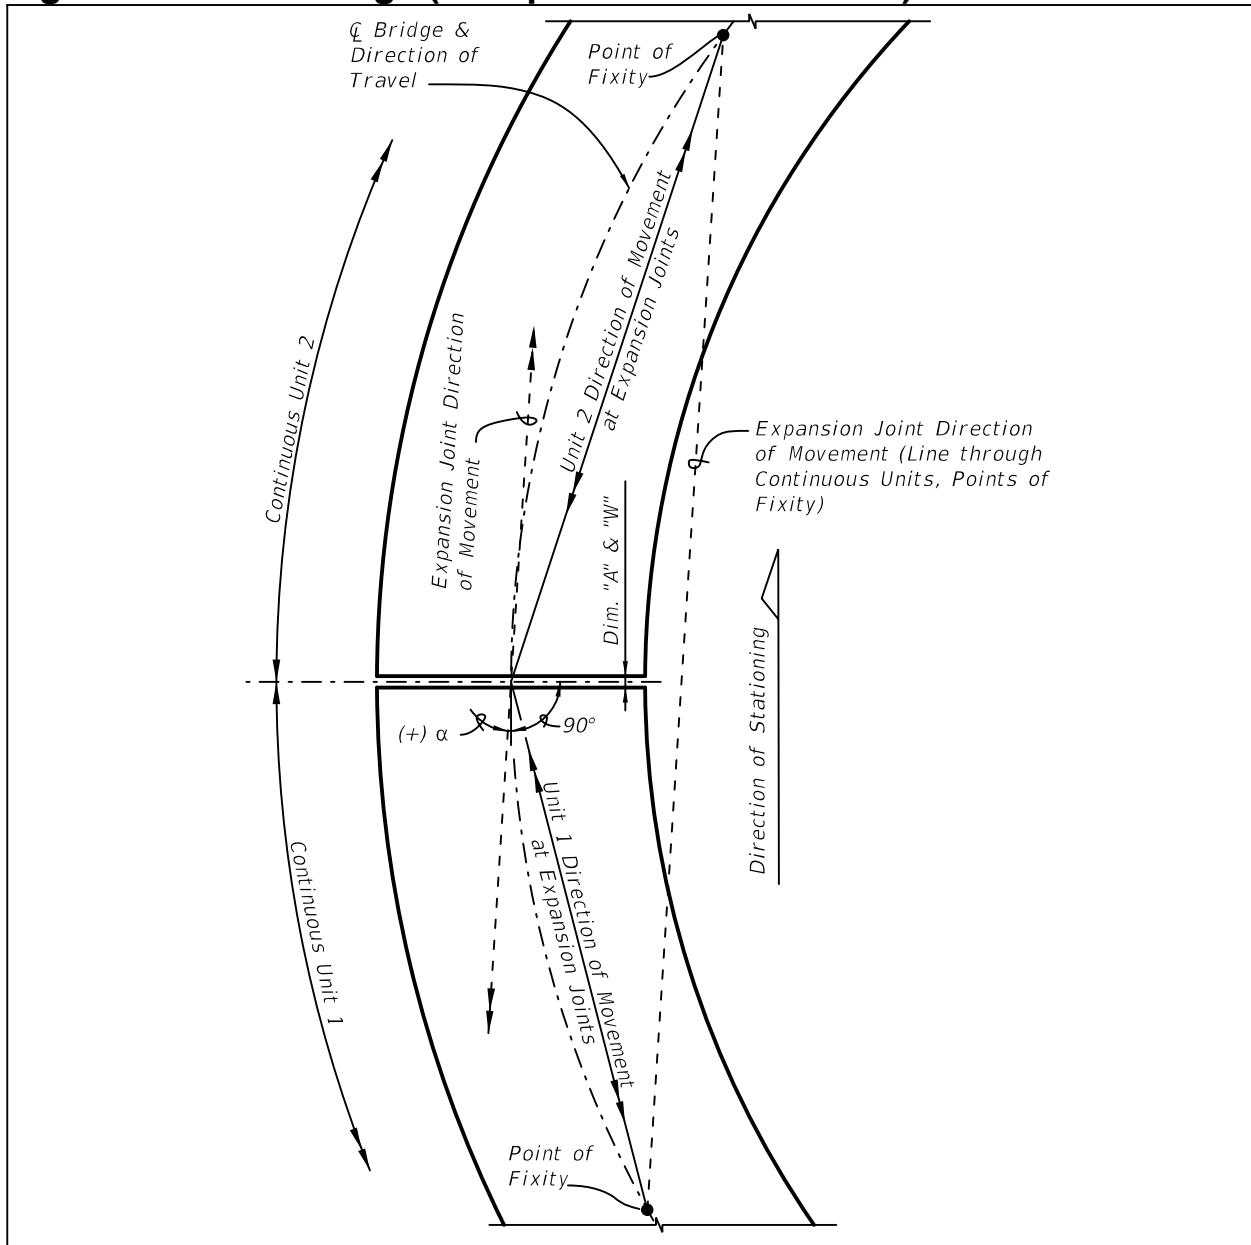 ℄ Bridge &
Direction of
Travel
Point of
Fixity
Continuous Unit 2
Expansion Joint Direction
of Movement
Unit 2 Direction of Movement
at Expansion Joints
Expansion Joint Direction
of Movement (Line through
Continuous Units, Points of
Fixity)
Dim. "A" & "W"
Direction of Stationing
(+) α
90°
Continuous Unit 1
Unit 1 Direction of Movement
at Expansion Joints
Point of
Fixity